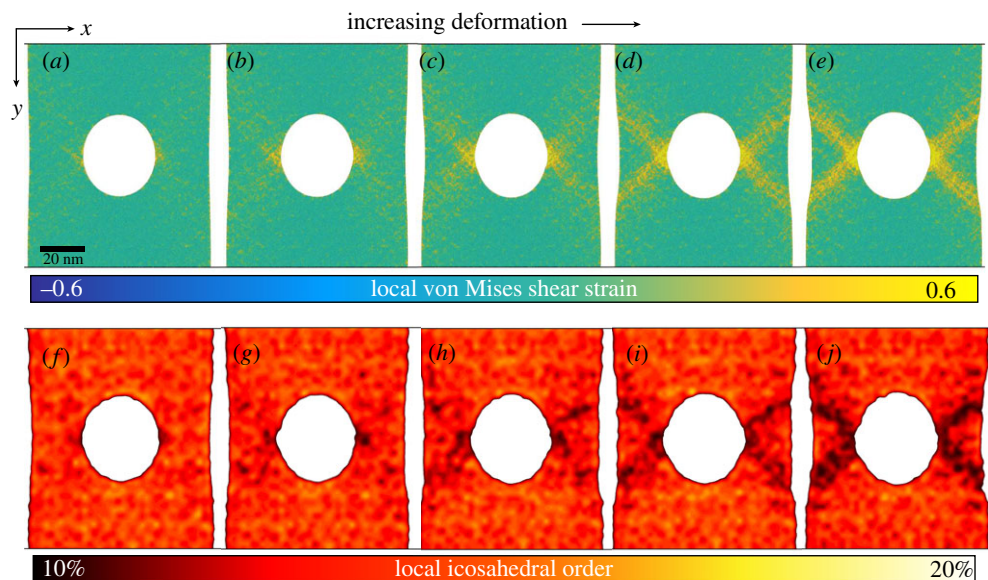 increasing deformation
x
y
(a) (b) (c) (d) (e)
20 nm
–0.6 local von Mises shear strain 0.6
(f) (g) (h) (i) (j)
10% local icosahedral order 20%